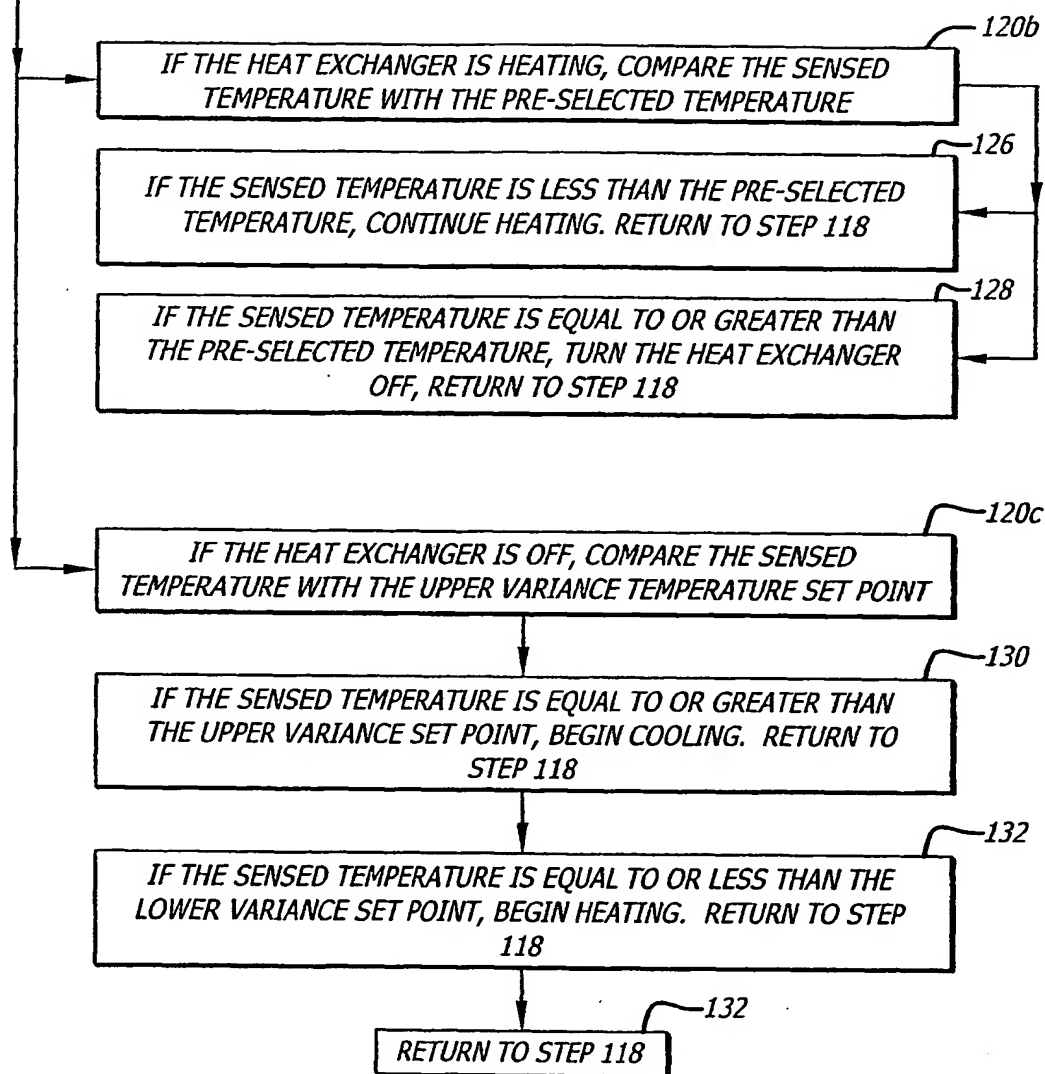 120b
IF THE HEAT EXCHANGER IS HEATING, COMPARE THE SENSED
TEMPERATURE WITH THE PRE-SELECTED TEMPERATURE
126
IF THE SENSED TEMPERATURE IS LESS THAN THE PRE-SELECTED
TEMPERATURE, CONTINUE HEATING. RETURN TO STEP 118
128
IF THE SENSED TEMPERATURE IS EQUAL TO OR GREATER THAN
THE PRE-SELECTED TEMPERATURE, TURN THE HEAT EXCHANGER
OFF, RETURN TO STEP 118
120c
IF THE HEAT EXCHANGER IS OFF, COMPARE THE SENSED
TEMPERATURE WITH THE UPPER VARIANCE TEMPERATURE SET POINT
130
IF THE SENSED TEMPERATURE IS EQUAL TO OR GREATER THAN
THE UPPER VARIANCE SET POINT, BEGIN COOLING. RETURN TO
STEP 118
132
IF THE SENSED TEMPERATURE IS EQUAL TO OR LESS THAN THE
LOWER VARIANCE SET POINT, BEGIN HEATING. RETURN TO STEP
118
132
RETURN TO STEP 118